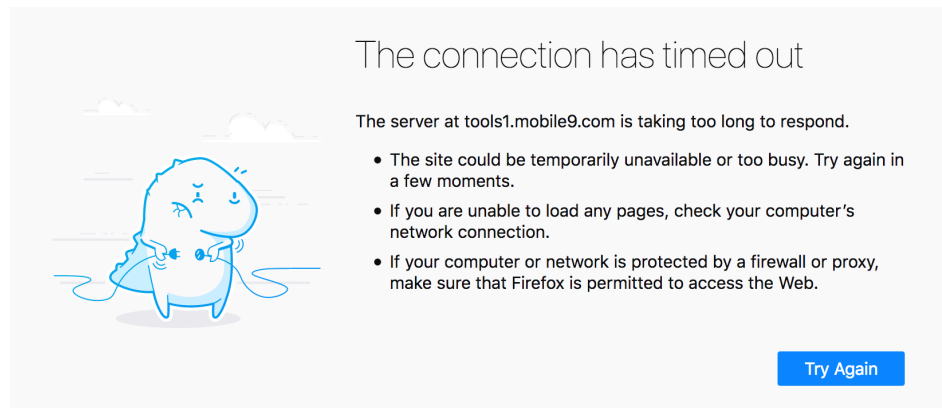 The connection has timed out
The server at tools1.mobile9.com is taking too long to respond.
• The site could be temporarily unavailable or too busy. Try again in
a few moments.
• If you are unable to load any pages, check your computer’s
network connection.
• If your computer or network is protected by a firewall or proxy,
make sure that Firefox is permitted to access the Web.
Try Again